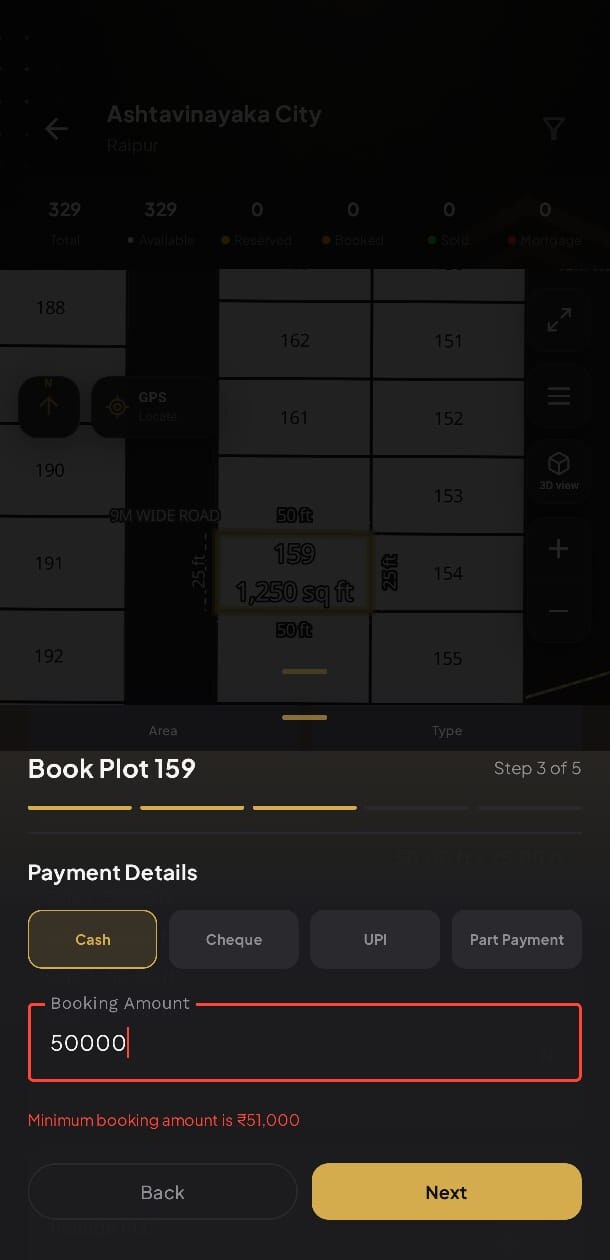 Ashtavinayaka City
Raipur
329 329 0 0 0 0
Total Available Reserved Booked Sold Mortgage
188
162 151
N
GPS
Locate
161 152
190
3D view
153
9M WIDE ROAD 50 ft
191
25 ft 159 25 ft 154
1,250 sq ft
50 ft
192 155
Area Type
Book Plot 159 Step 3 of 5
Payment Details
Cash Cheque UPI Part Payment
Booking Amount
50000
Minimum booking amount is ₹51,000
Back Next